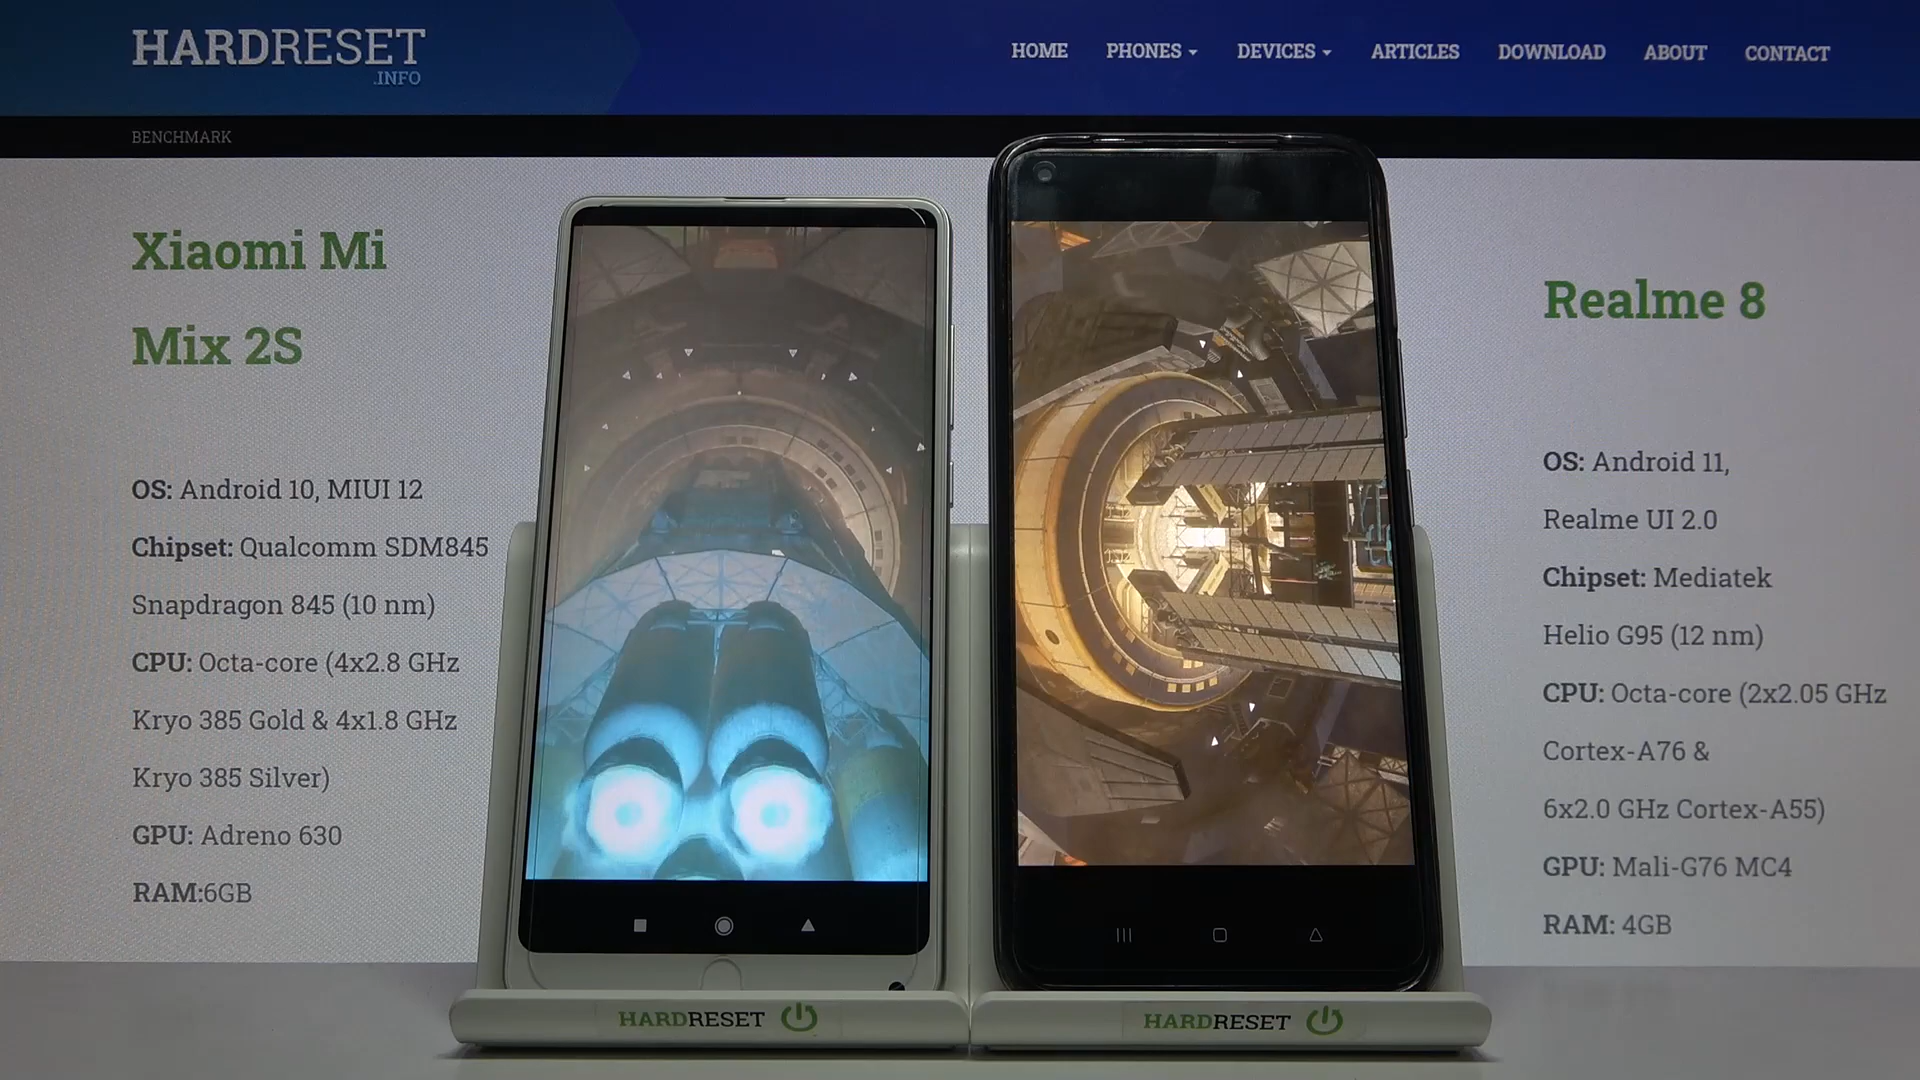 HARDRESET
.INFO
HOME PHONES DEVICES ARTICLES DOWNLOAD ABOUT CONTACT
BENCHMARK
Xiaomi Mi
Mix 2S
OS: Android 10, MIUI 12
Chipset: Qualcomm SDM845
Snapdragon 845 (10 nm)
CPU: Octa-core (4x2.8 GHz
Kryo 385 Gold & 4x1.8 GHz
Kryo 385 Silver)
GPU: Adreno 630
RAM:6GB
Realme 8
OS: Android 11,
Realme UI 2.0
Chipset: Mediatek
Helio G95 (12 nm)
CPU: Octa-core (2x2.05 GHz
Cortex-A76 &
6x2.0 GHz Cortex-A55)
GPU: Mali-G76 MC4
RAM: 4GB
HARDRESET
HARDRESET